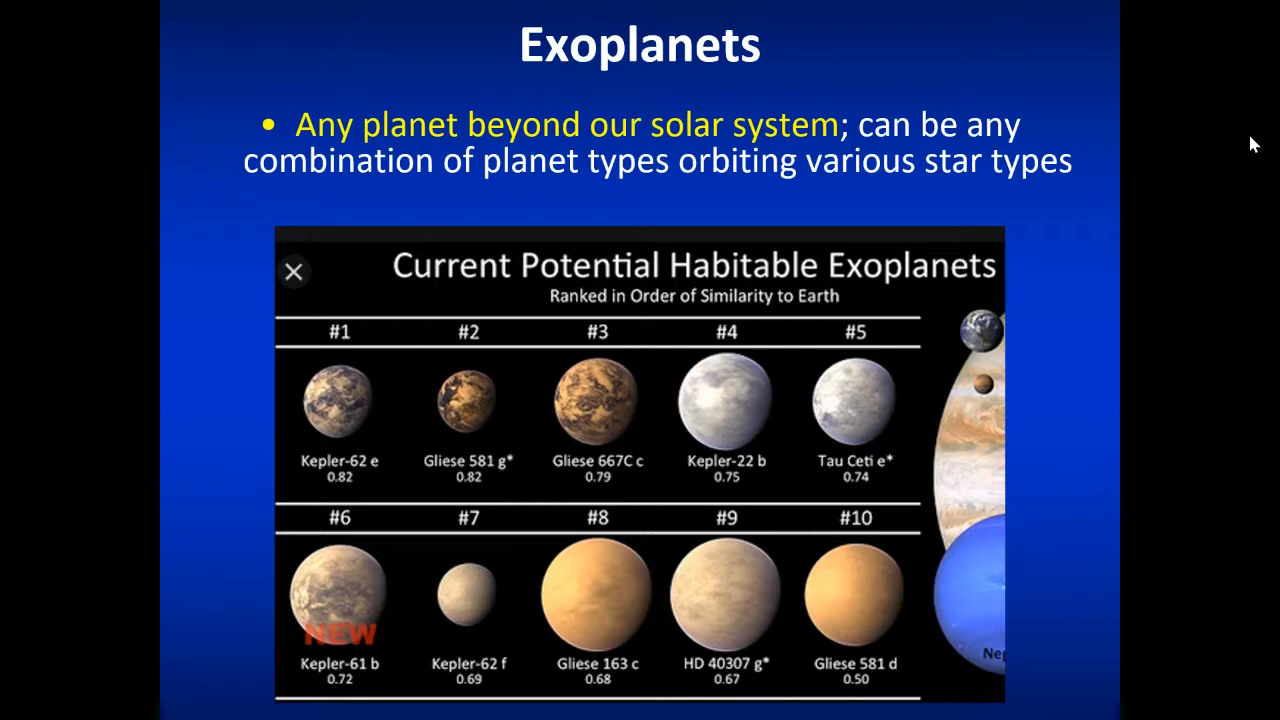 Exoplanets
• Any planet beyond our solar system; can be any
combination of planet types orbiting various star types
Current Potential Habitable Exoplanets
Ranked in Order of Similarity to Earth
#1 #2 #3 #4 #5
Kepler-62 e Gliese 581 g* Gliese 667C c Kepler-22 b Tau Ceti e*
0.82 0.82 0.79 0.75 0.74
#6 #7 #8 #9 #10
NEW
Kepler-61 b Kepler-62 f Gliese 163 c HD 40307 g* Gliese 581 d
0.72 0.69 0.68 0.67 0.50